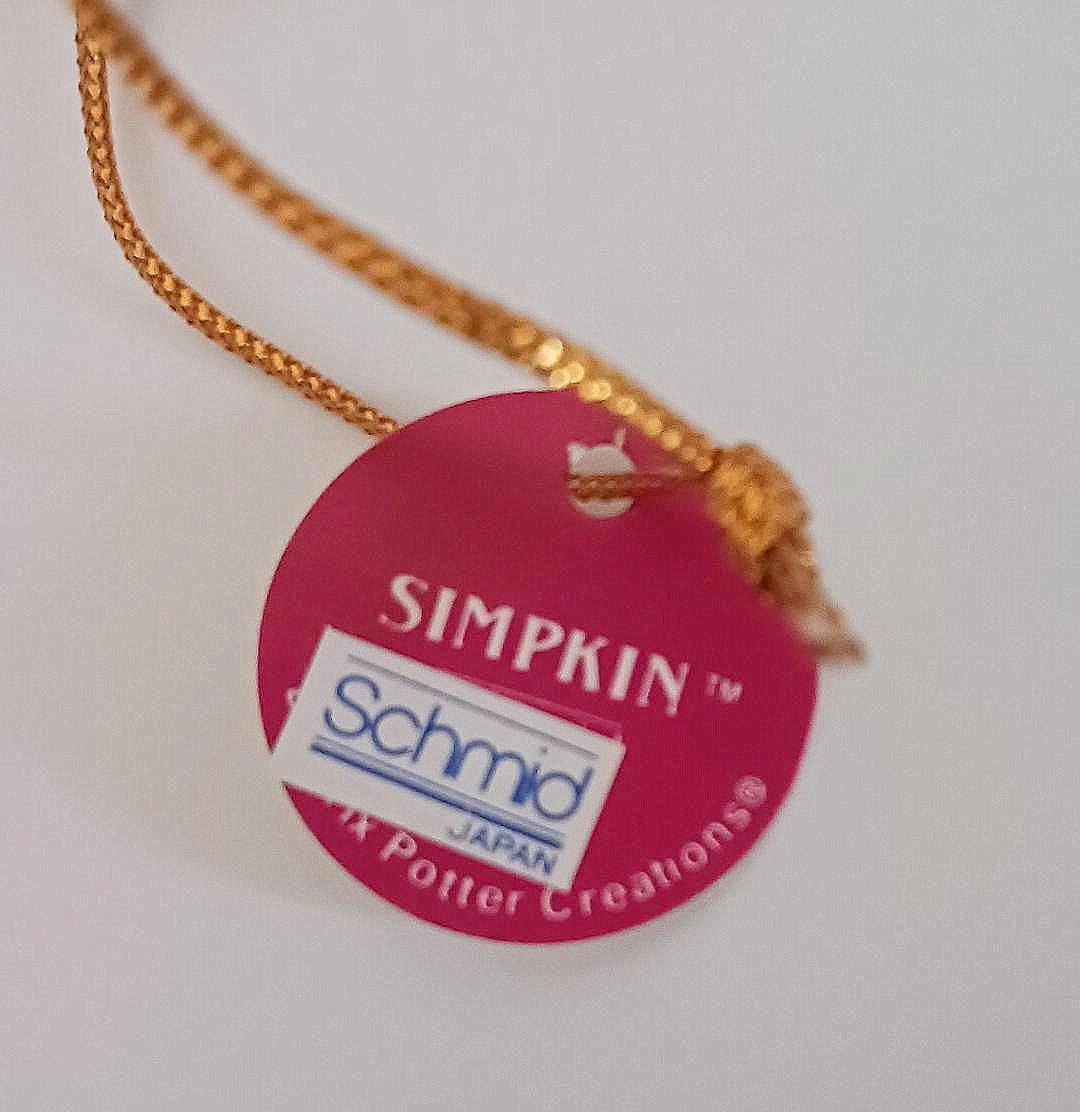 SIMPKIN™
Schmid
JAPAN
Potter Creations®